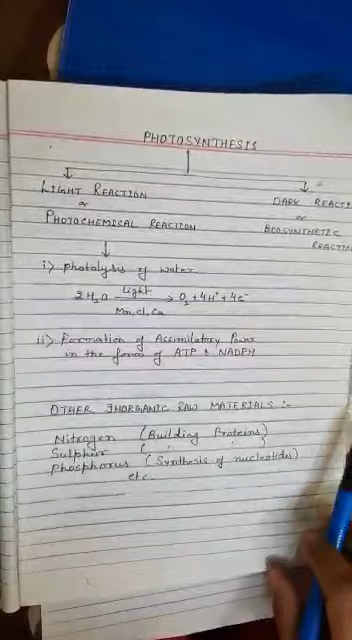 PHOTOSYNTHESIS
LIGHT REACTION
or
PHOTOCHEMICAL REACTION
DARK REACTI
or
BIOSYNTHETIC
REACTION
i) Photolysis of water
2H₂O Light → O₂ + 4H⁺ + 4e⁻
Mn, Cl, Ca
ii) Formation of Assimilatory Power
in the form of ATP & NADPH
OTHER INORGANIC RAW MATERIALS :-
Nitrogen (Building Proteins)
Sulphur ( " " )
Phosphorus (Synthesis of nucleotides)
etc.